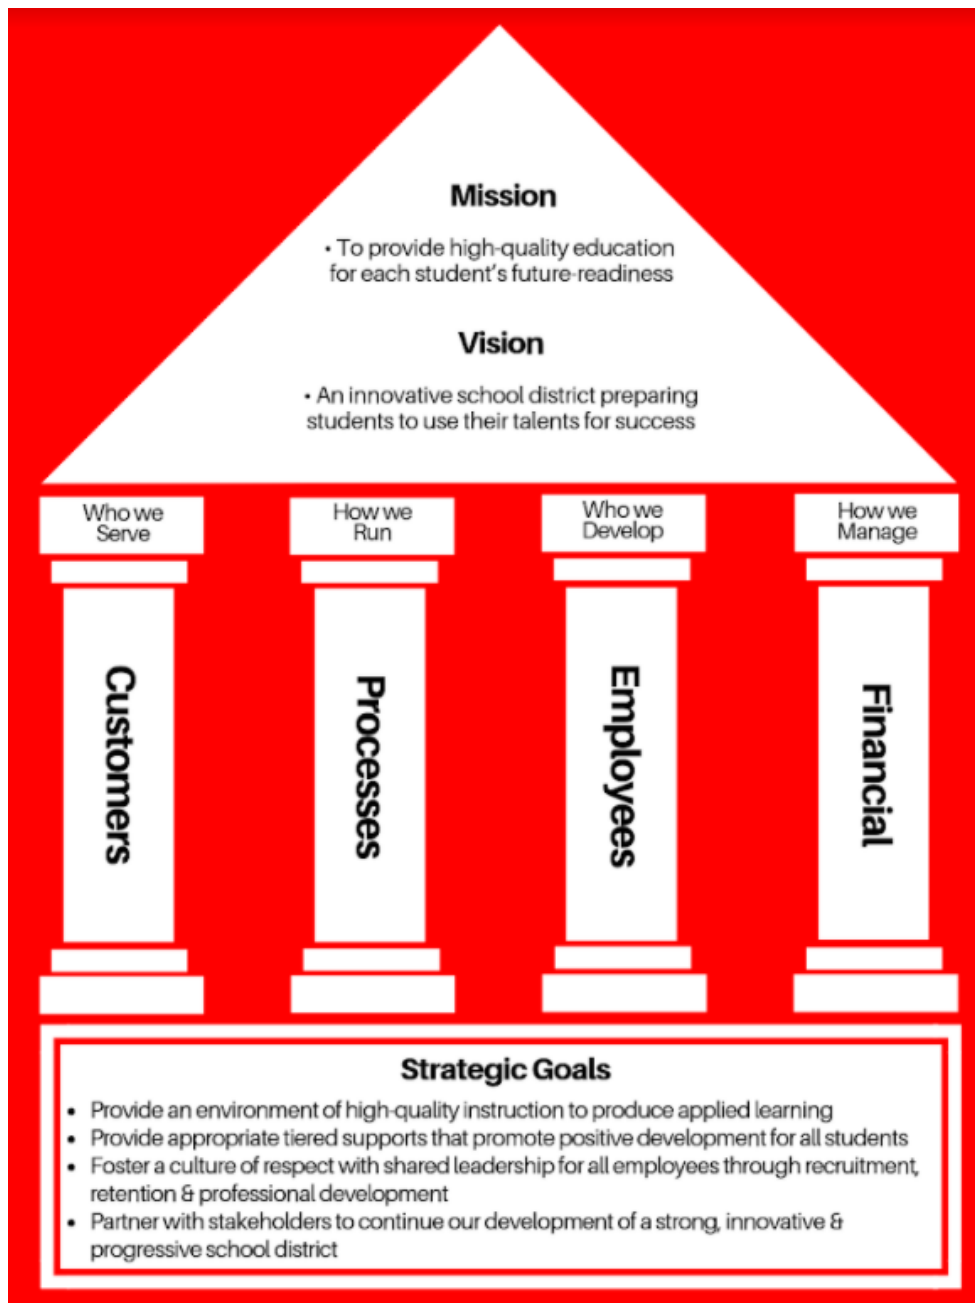 Mission
• To provide high-quality education
for each student's future-readiness
Vision
• An innovative school district preparing
students to use their talents for success
Who we
Serve
How we
Run
Who we
Develop
How we
Manage
Customers
Processes
Employees
Financial
Strategic Goals
• Provide an environment of high-quality instruction to produce applied learning
• Provide appropriate tiered supports that promote positive development for all students
• Foster a culture of respect with shared leadership for all employees through recruitment,
retention & professional development
• Partner with stakeholders to continue our development of a strong, innovative &
progressive school district